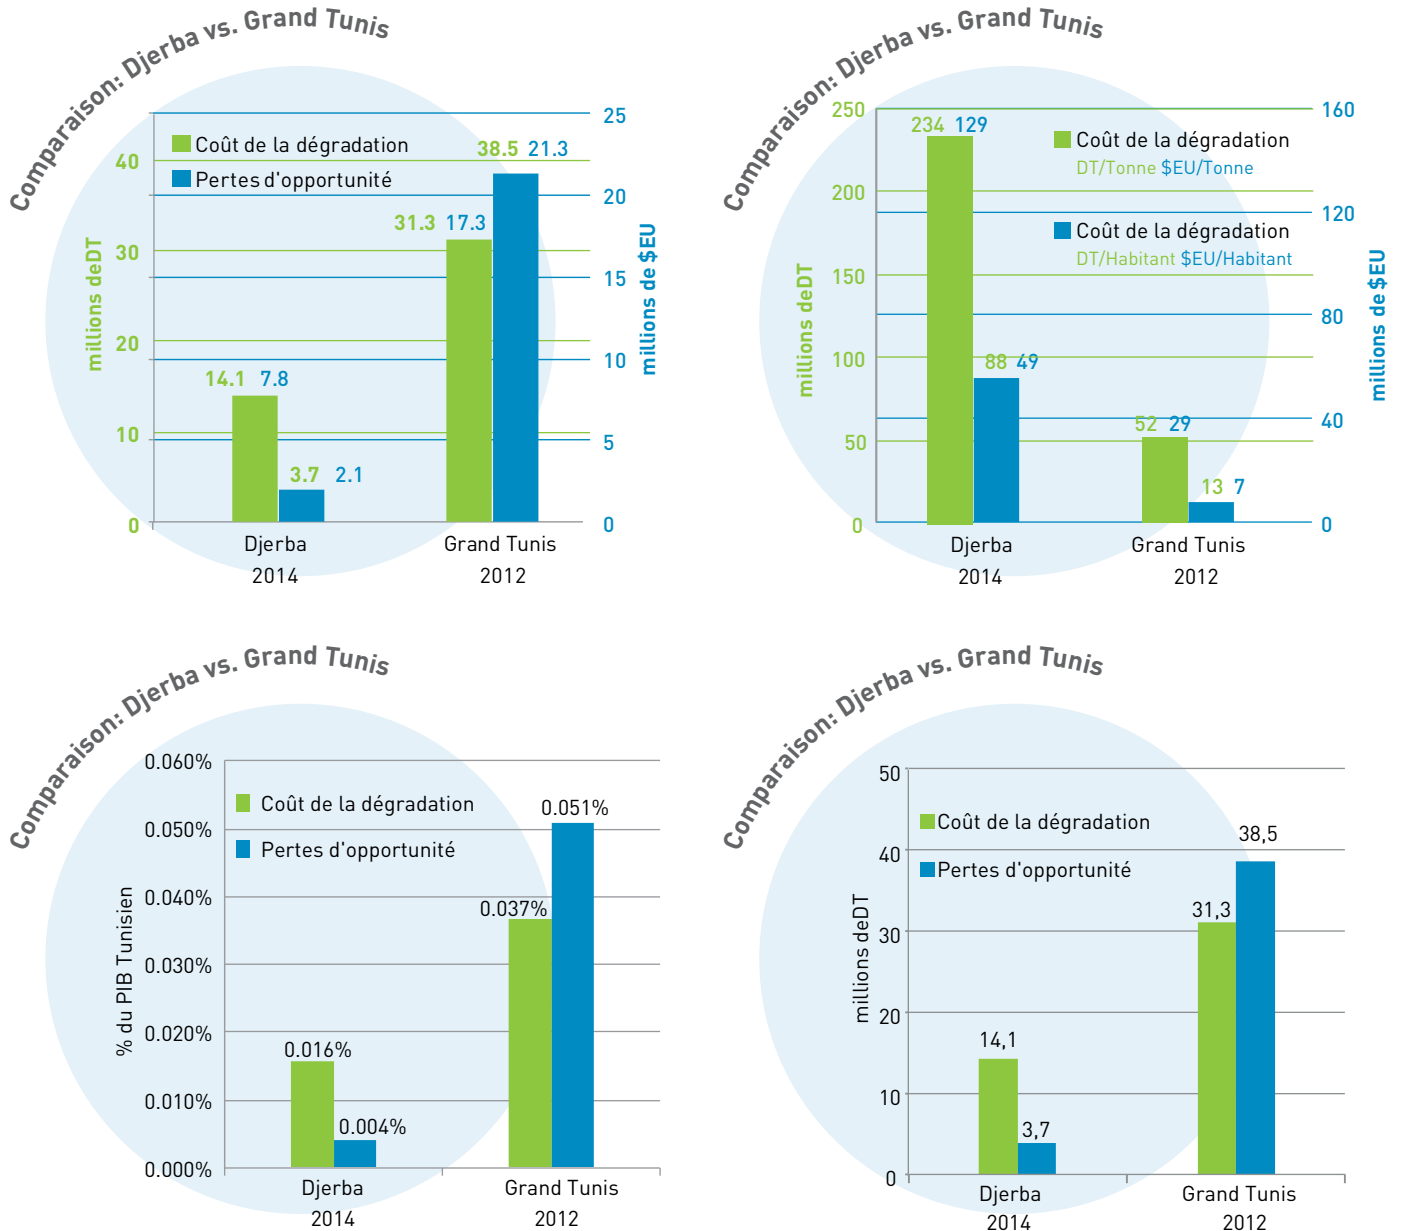 Comparaison: Djerba vs. Grand Tunis
25
20
15
10
5
0
40
30
20
10
0
millions deDT
millions de $EU
Coût de la dégradation
Pertes d'opportunité
38.5 21.3
31.3 17.3
14.1 7.8
3.7 2.1
Djerba
2014
Grand Tunis
2012
Comparaison: Djerba vs. Grand Tunis
250
200
150
100
50
0
160
120
80
40
0
millions deDT
millions de $EU
234 129
Coût de la dégradation
DT/Tonne $EU/Tonne
Coût de la dégradation
DT/Habitant $EU/Habitant
88 49
52 29
13 7
Djerba
2014
Grand Tunis
2012
Comparaison: Djerba vs. Grand Tunis
0.060%
0.050%
0.040%
0.030%
0.020%
0.010%
0.000%
% du PIB Tunisien
Coût de la dégradation
Pertes d'opportunité
0.051%
0.037%
0.016%
0.004%
Djerba
2014
Grand Tunis
2012
Comparaison: Djerba vs. Grand Tunis
50
40
30
20
10
0
millions deDT
Coût de la dégradation
Pertes d'opportunité
38,5
31,3
14,1
3,7
Djerba
2014
Grand Tunis
2012